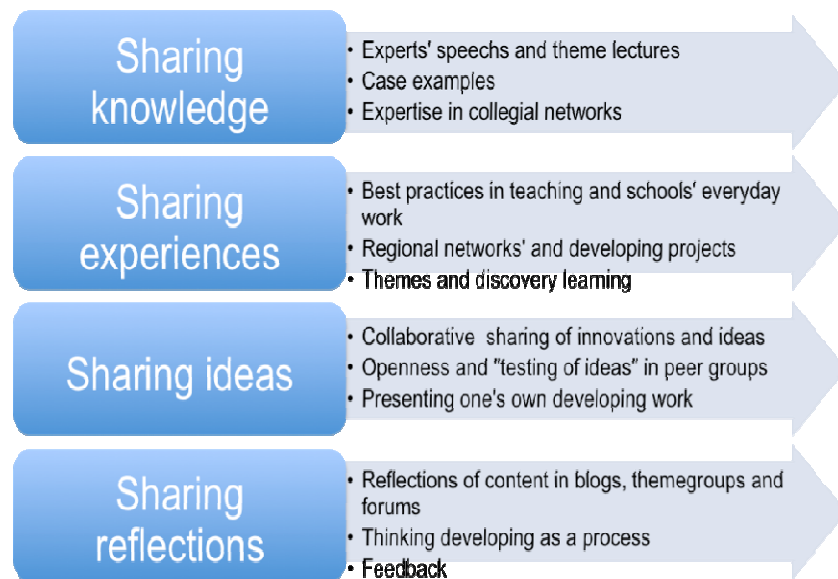 Sharing
knowledge
• Experts' speechs and theme lectures
• Case examples
• Expertise in collegial networks
Sharing
experiences
• Best practices in teaching and schools' everyday
work
• Regional networks' and developing projects
• Themes and discovery learning
Sharing ideas
• Collaborative sharing of innovations and ideas
• Openness and "testing of ideas" in peer groups
• Presenting one's own developing work
Sharing
reflections
• Reflections of content in blogs, themegroups and
forums
• Thinking developing as a process
• Feedback